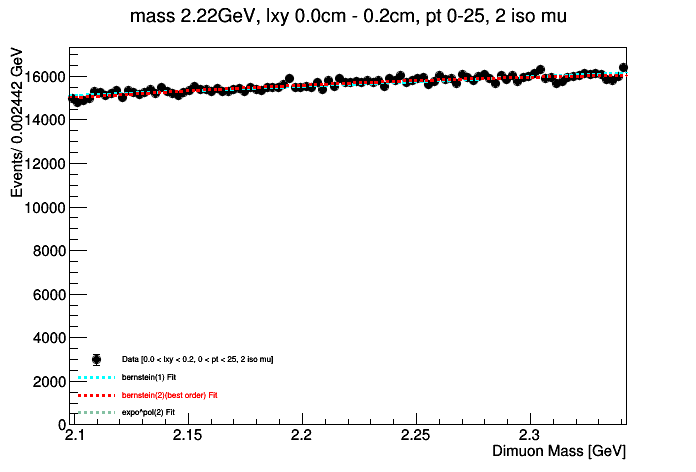 mass 2.22GeV, lxy 0.0cm - 0.2cm, pt 0-25, 2 iso mu
Events/ 0.002442 GeV
16000
14000
12000
10000
8000
6000
4000
2000
0
Data [0.0 < lxy < 0.2, 0 < pt < 25, 2 iso mu]
bernstein(1) Fit
bernstein(2)(best order) Fit
expo^pol(2) Fit
2.1 2.15 2.2 2.25 2.3
Dimuon Mass [GeV]